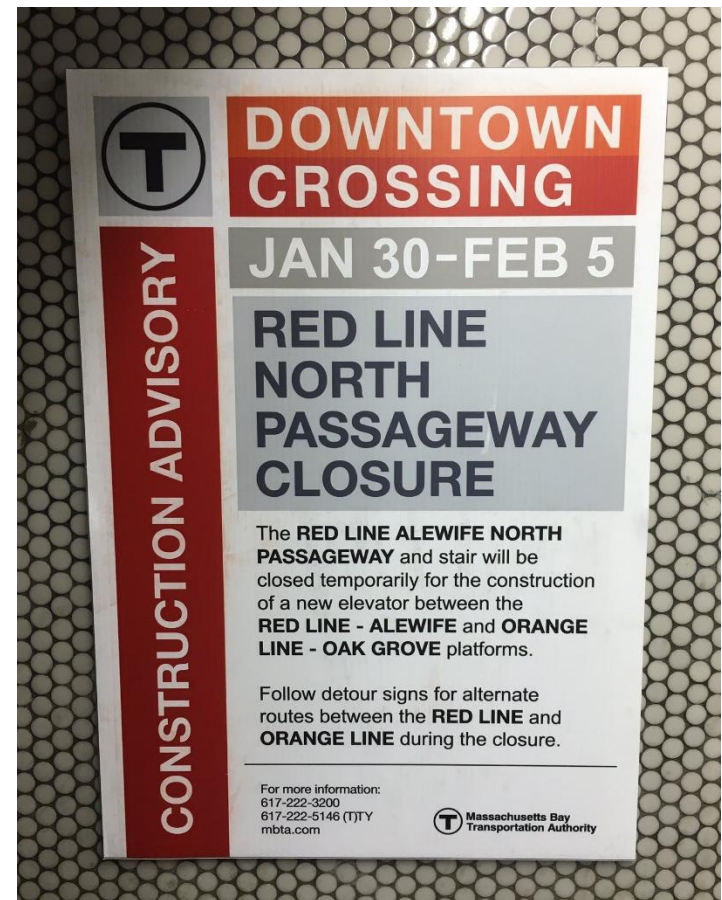 T
DOWNTOWN
CROSSING
CONSTRUCTION ADVISORY
JAN 30-FEB 5
RED LINE
NORTH
PASSAGEWAY
CLOSURE
The RED LINE ALEWIFE NORTH
PASSAGEWAY and stair will be
closed temporarily for the construction
of a new elevator between the
RED LINE - ALEWIFE and ORANGE
LINE - OAK GROVE platforms.
Follow detour signs for alternate
routes between the RED LINE and
ORANGE LINE during the closure.
For more information:
617-222-3200
617-222-5146 (T)TY
mbta.com
T
Massachusetts Bay
Transportation Authority